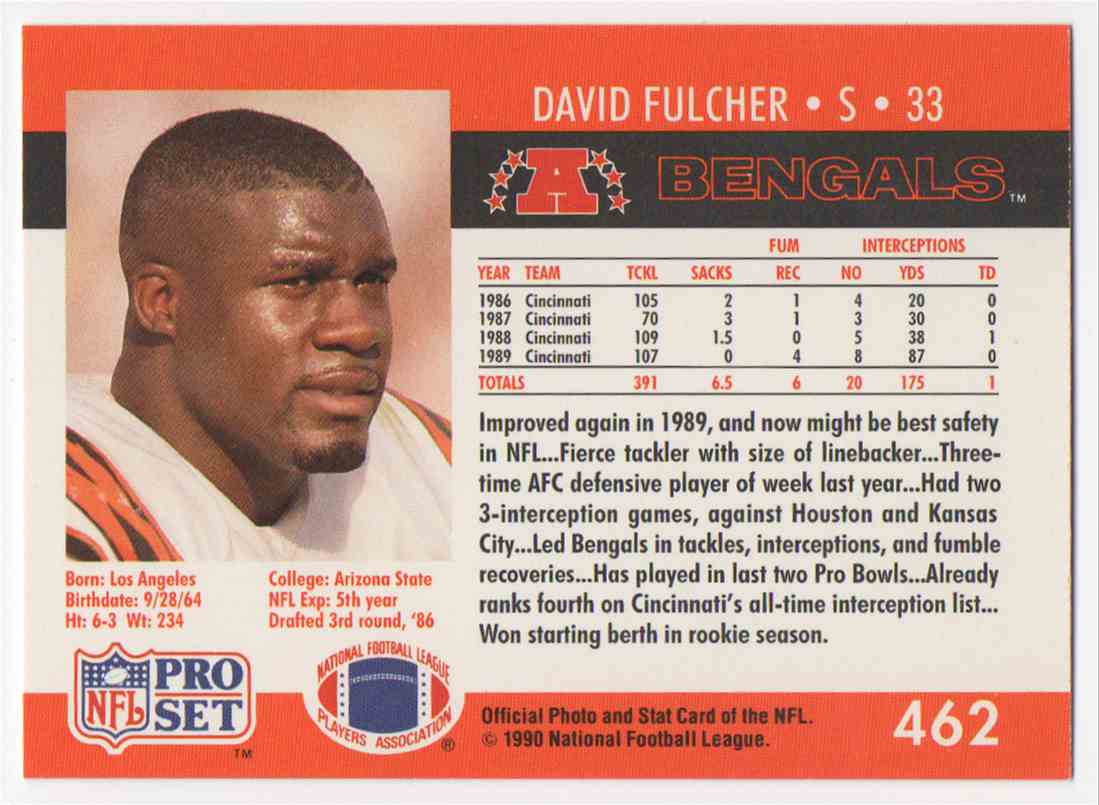 DAVID FULCHER • S • 33
A BENGALS™
FUM INTERCEPTIONS
YEAR TEAM TCKL SACKS REC NO YDS TD
1986 Cincinnati 105 2 1 4 20 0
1987 Cincinnati 70 3 1 3 30 0
1988 Cincinnati 109 1.5 0 5 38 1
1989 Cincinnati 107 0 4 8 87 0
TOTALS 391 6.5 6 20 175 1
Improved again in 1989, and now might be best safety
in NFL...Fierce tackler with size of linebacker...Three-
time AFC defensive player of week last year...Had two
3-interception games, against Houston and Kansas
City...Led Bengals in tackles, interceptions, and fumble
recoveries...Has played in last two Pro Bowls...Already
ranks fourth on Cincinnati's all-time interception list...
Won starting berth in rookie season.
Born: Los Angeles
Birthdate: 9/28/64
Ht: 6-3 Wt: 234
College: Arizona State
NFL Exp: 5th year
Drafted 3rd round, '86
NFL PRO SET™
NATIONAL FOOTBALL LEAGUE
PLAYERS ASSOCIATION®
Official Photo and Stat Card of the NFL.
© 1990 National Football League.
462